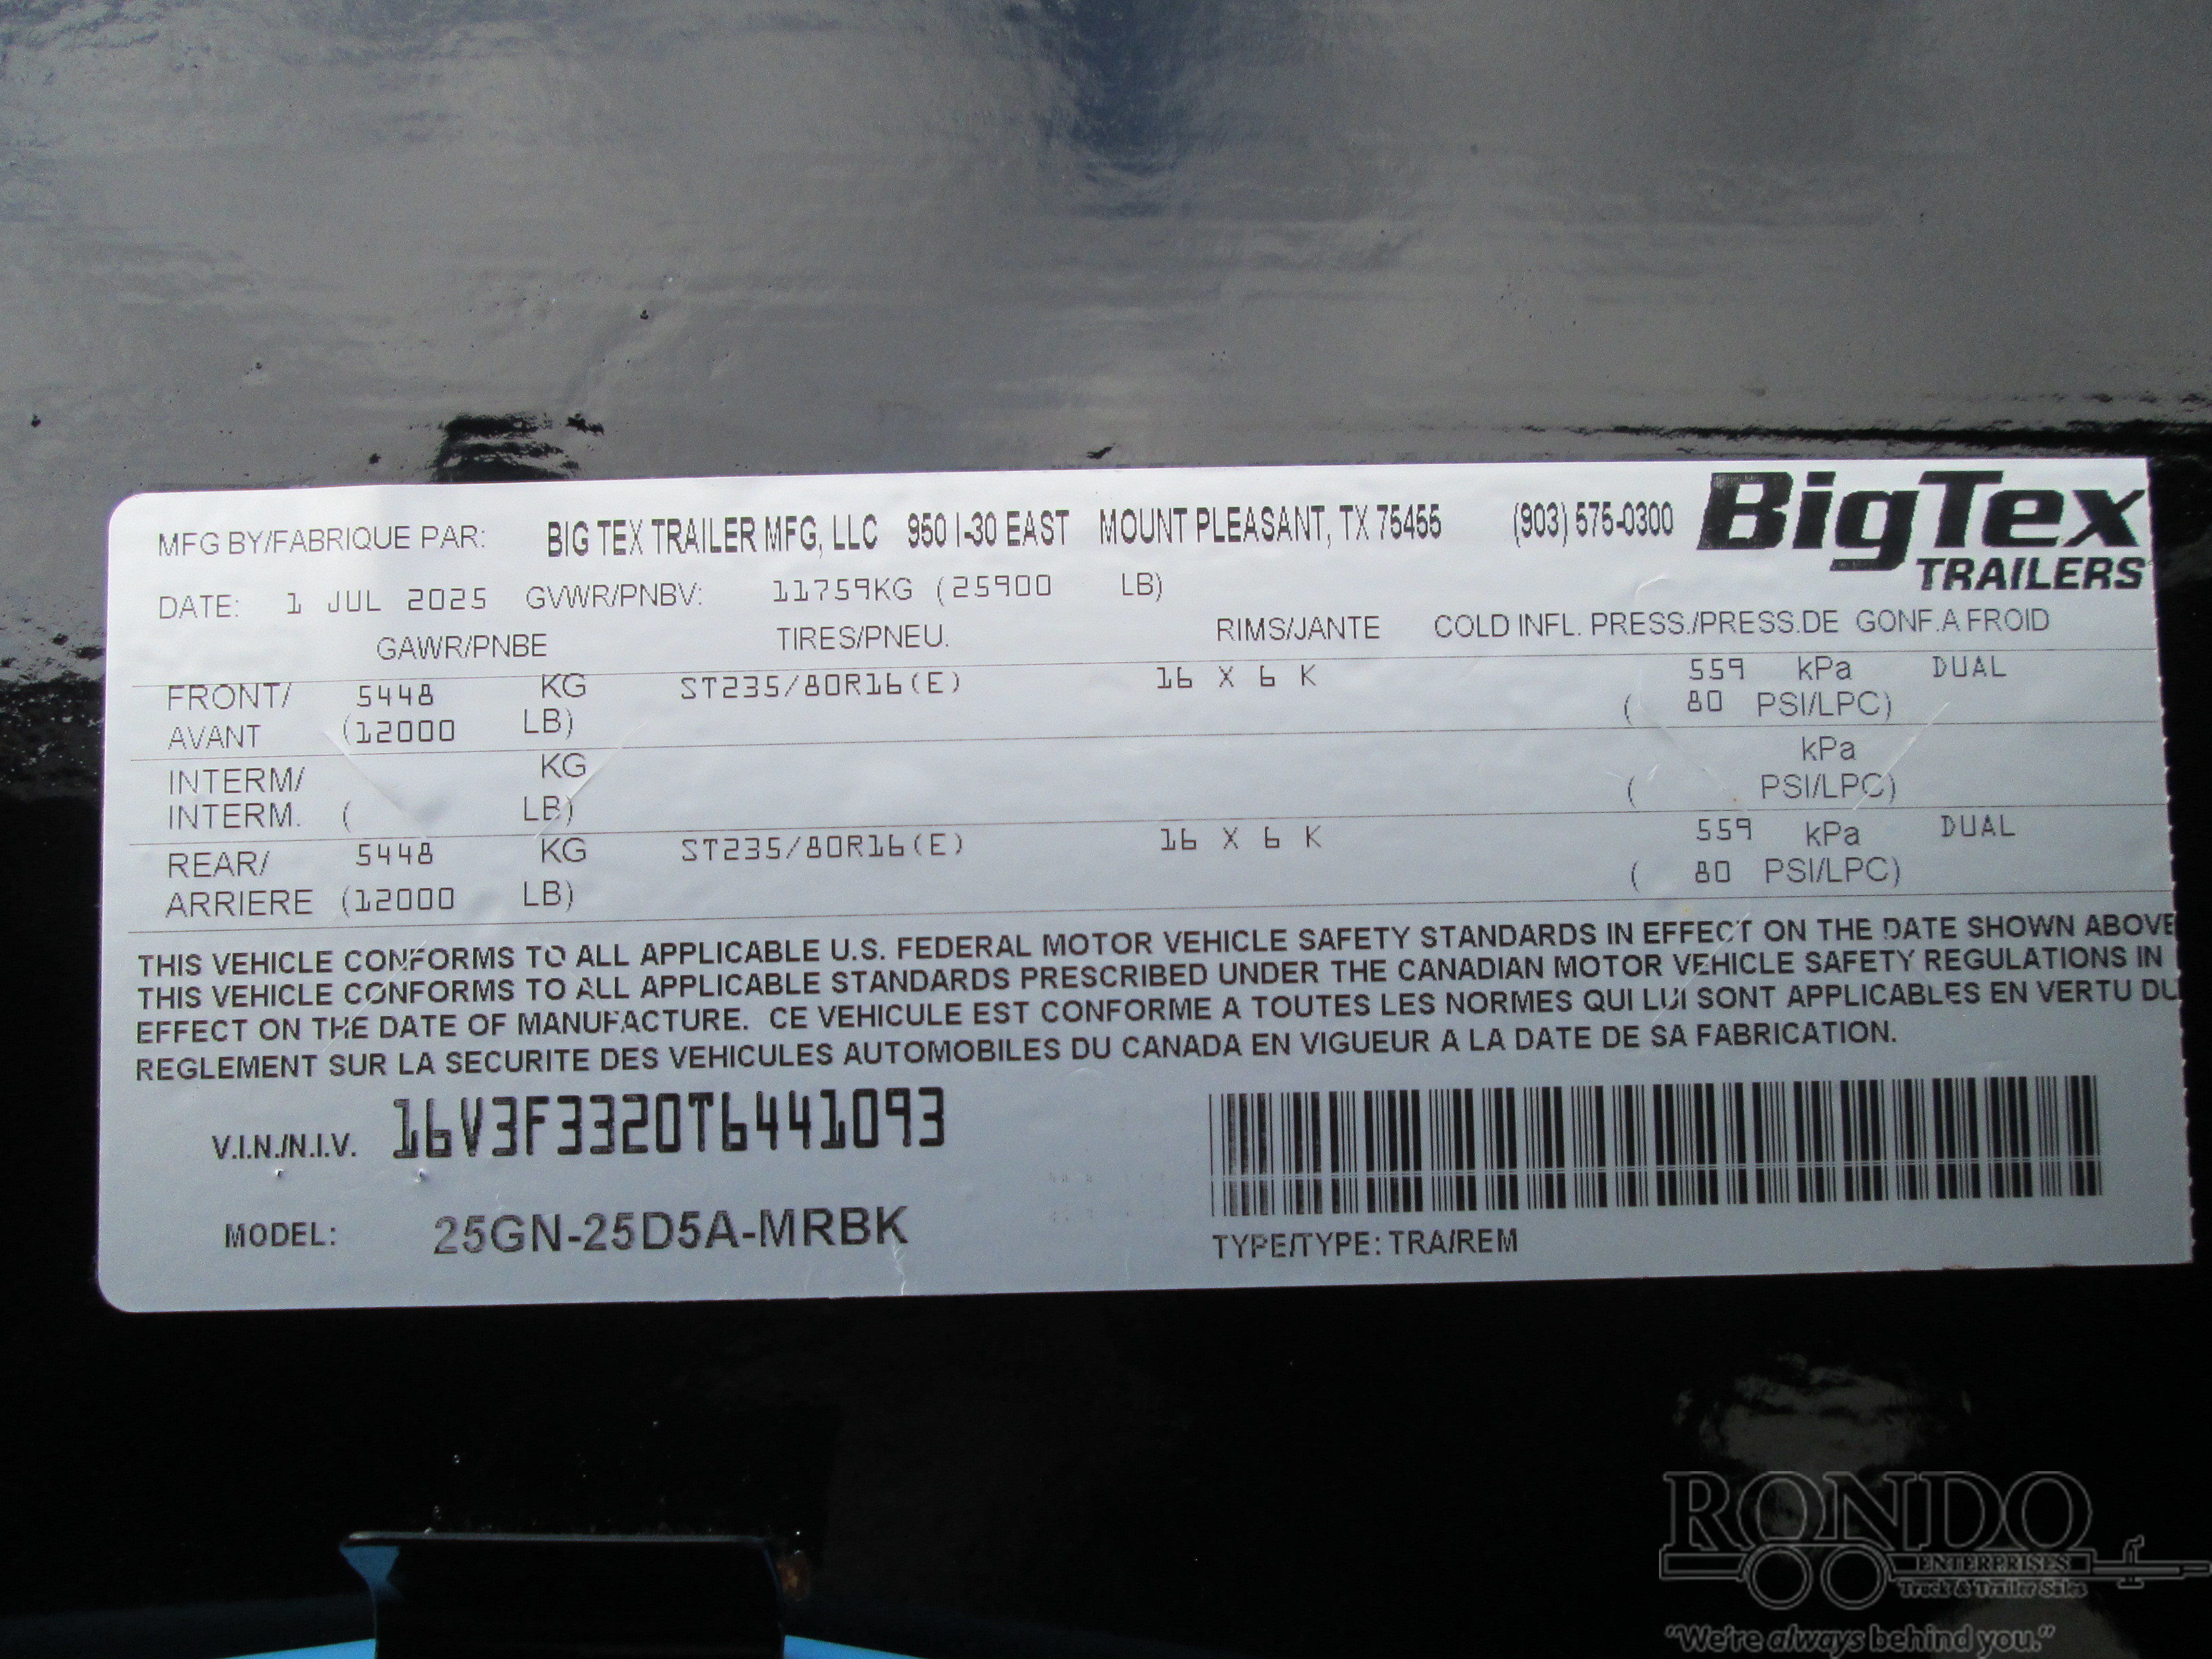 MFG BY/FABRIQUE PAR: BIG TEX TRAILER MFG, LLC 950 I-30 EAST MOUNT PLEASANT, TX 75455 (903) 575-0300 BigTex
TRAILERS
DATE: 1 JUL 2025 GVWR/PNBV: 11759KG (25900 LB)
GAWR/PNBE TIRES/PNEU. RIMS/JANTE COLD INFL. PRESS./PRESS.DE GONF.A FROID
FRONT/ 5448 KG ST235/80R16(E) 16 X 6 K 559 kPa DUAL
AVANT (12000 LB) ( 80 PSI/LPC)
INTERM/ KG kPa
INTERM. ( LB) ( PSI/LPC)
REAR/ 5448 KG ST235/80R16(E) 16 X 6 K 559 kPa DUAL
ARRIERE (12000 LB) ( 80 PSI/LPC)
THIS VEHICLE CONFORMS TO ALL APPLICABLE U.S. FEDERAL MOTOR VEHICLE SAFETY STANDARDS IN EFFECT ON THE DATE SHOWN ABOVE
THIS VEHICLE CONFORMS TO ALL APPLICABLE STANDARDS PRESCRIBED UNDER THE CANADIAN MOTOR VEHICLE SAFETY REGULATIONS IN
EFFECT ON THE DATE OF MANUFACTURE. CE VEHICULE EST CONFORME A TOUTES LES NORMES QUI LUI SONT APPLICABLES EN VERTU DU
REGLEMENT SUR LA SECURITE DES VEHICULES AUTOMOBILES DU CANADA EN VIGUEUR A LA DATE DE SA FABRICATION.
V.I.N./N.I.V. 16V3F3320T6441093
MODEL: 25GN-25D5A-MRBK
TYPE/TYPE: TRA/REM
RONDO
ENTERPRISES
Truck & Trailer Sales
"We're always behind you."